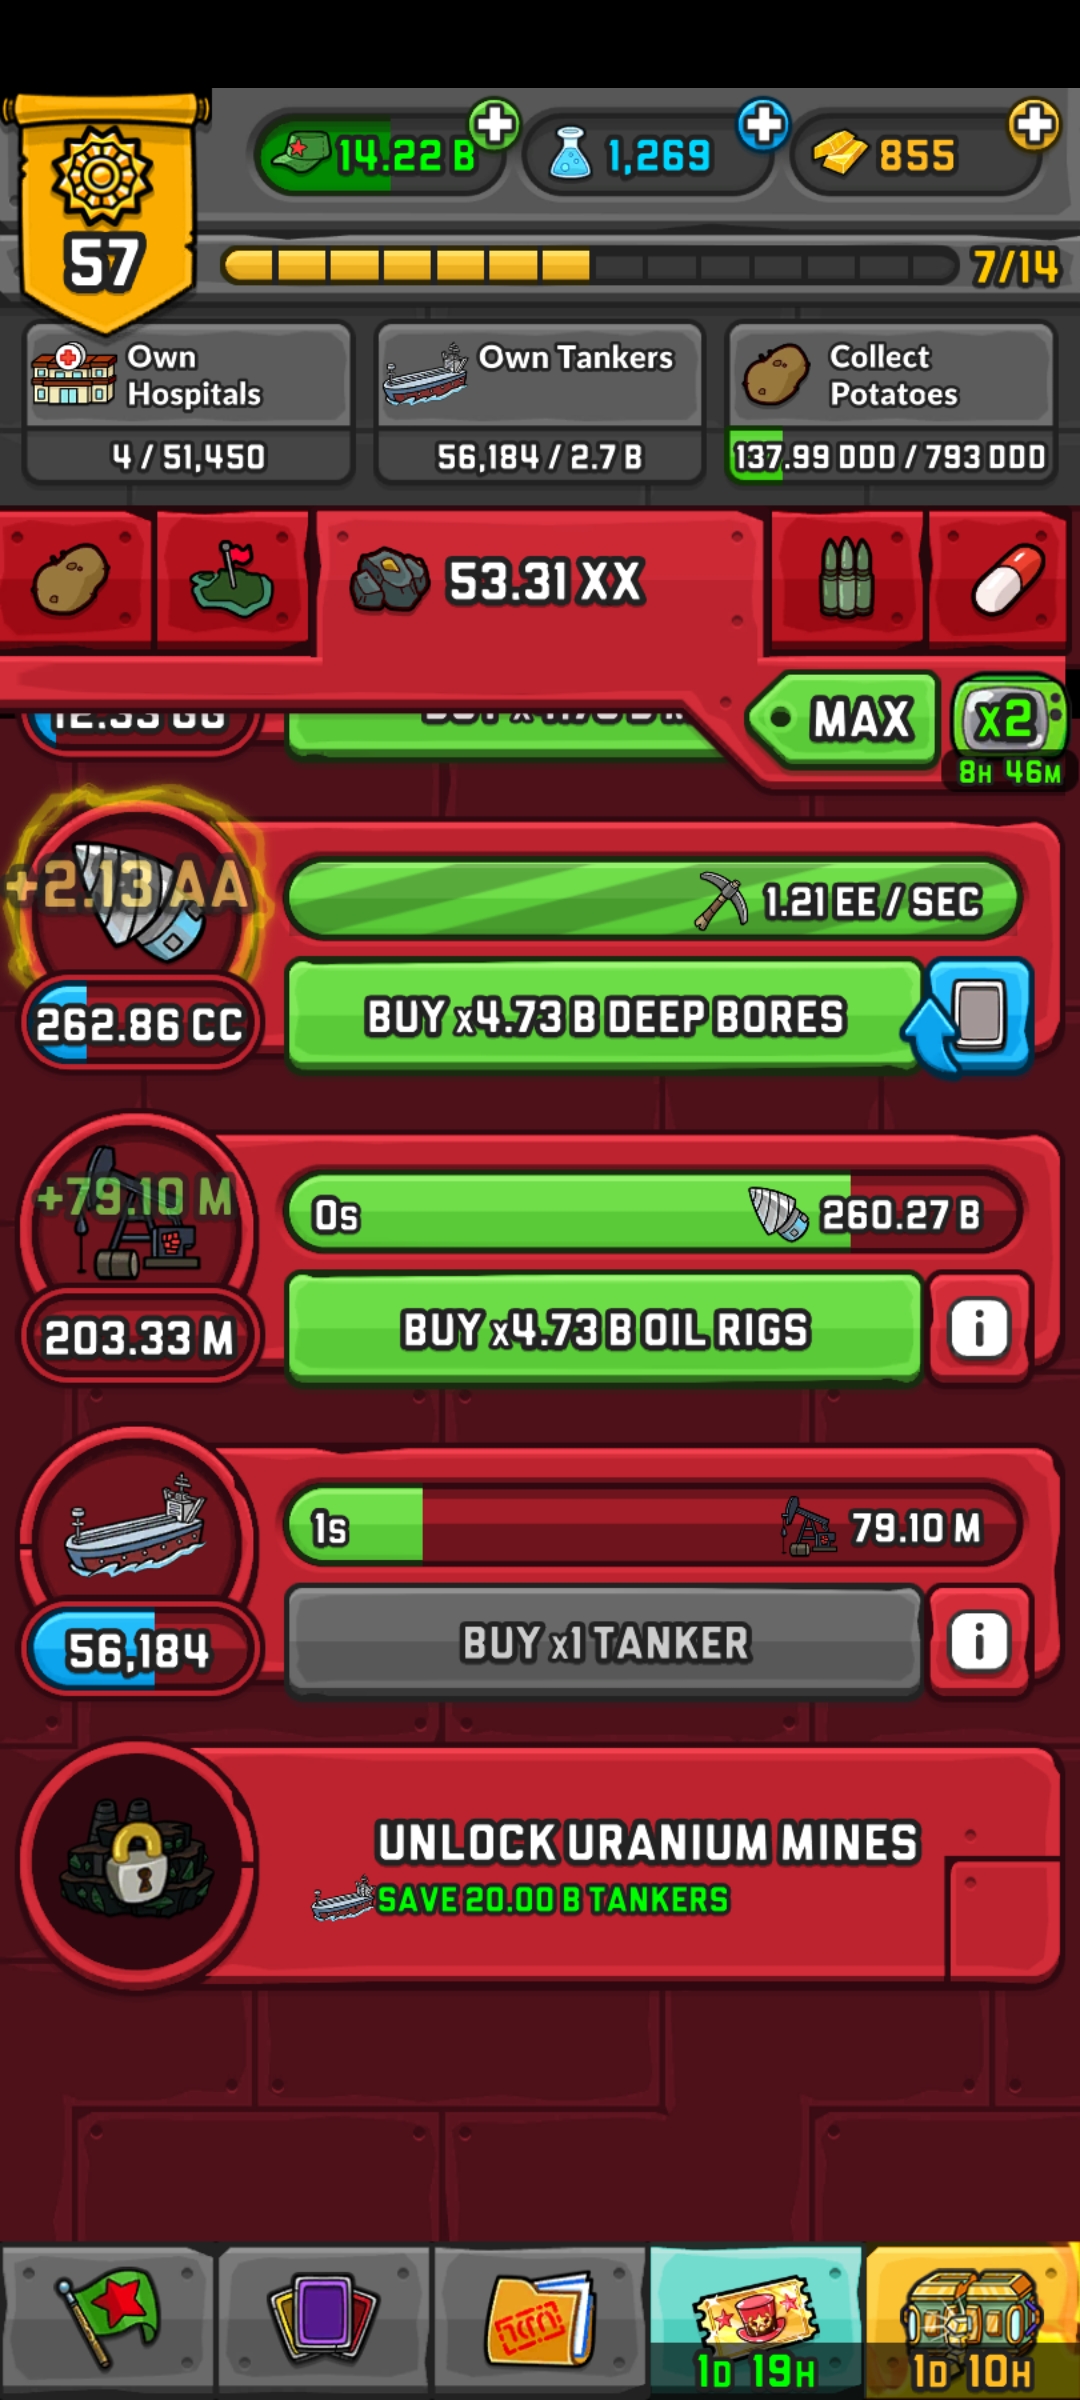 14.22 B
1,269
855
57
7/14
Own
Hospitals
4 / 51,450
Own Tankers
56,184 / 2.7 B
Collect
Potatoes
137.99 DDD / 793 DDD
53.31 XX
MAX
x2
8H 46M
12.33 GG
+2.13 AA
1.21 EE / SEC
262.86 CC
BUY x4.73 B DEEP BORES
+79.10 M
0s
260.27 B
203.33 M
BUY x4.73 B OIL RIGS
i
1s
79.10 M
56,184
BUY x1 TANKER
i
UNLOCK URANIUM MINES
SAVE 20.00 B TANKERS
1D 19H
1D 10H